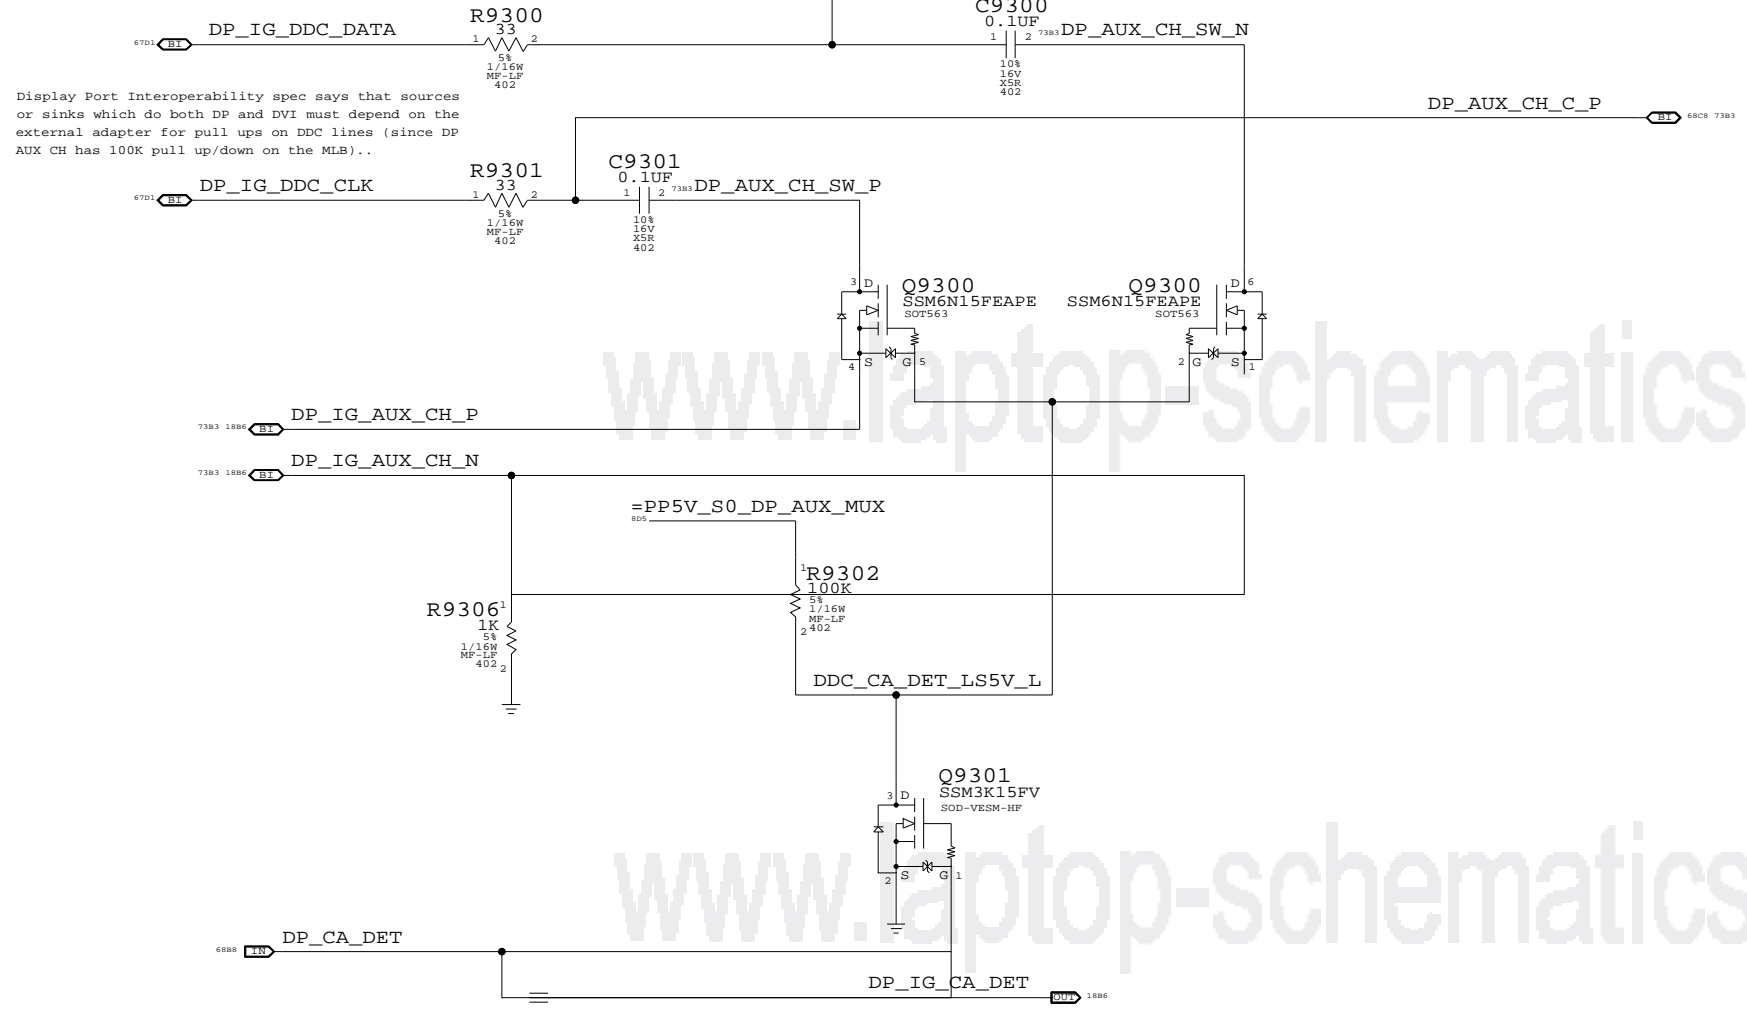 R9300
C9300
33
0.1UF
DP_IG_DDC_DATA
67D1 BI
1 2
1 2
73B3 DP_AUX_CH_SW_N
5%
1/16W
MF-LF
402
10%
16V
X5R
402
Display Port Interoperability spec says that sources
or sinks which do both DP and DVI must depend on the
external adapter for pull ups on DDC lines (since DP
AUX CH has 100K pull up/down on the MLB)..
DP_AUX_CH_C_P
BI 68C8 73B3
R9301
33
C9301
0.1UF
DP_IG_DDC_CLK
67D1 BI
1 2
1 2
73B3 DP_AUX_CH_SW_P
5%
1/16W
MF-LF
402
10%
16V
X5R
402
3 D
Q9300
SSM6N15FEAPE
SOT563
4 S G 5
Q9300
SSM6N15FEAPE
SOT563
D 6
2 G S 1
www.laptop-schematics
DP_IG_AUX_CH_P
73B3 18B6 BI
DP_IG_AUX_CH_N
73B3 18B6 BI
=PP5V_S0_DP_AUX_MUX
8D5
1
R9302
100K
5%
1/16W
MF-LF
402
2
R9306
1
1K
5%
1/16W
MF-LF
402
2
DDC_CA_DET_LS5V_L
Q9301
SSM3K15FV
SOD-VESM-HF
3 D
2 S G 1
www.laptop-schematics
DP_CA_DET
68B8 IN
DP_IG_CA_DET
OUT 18B6